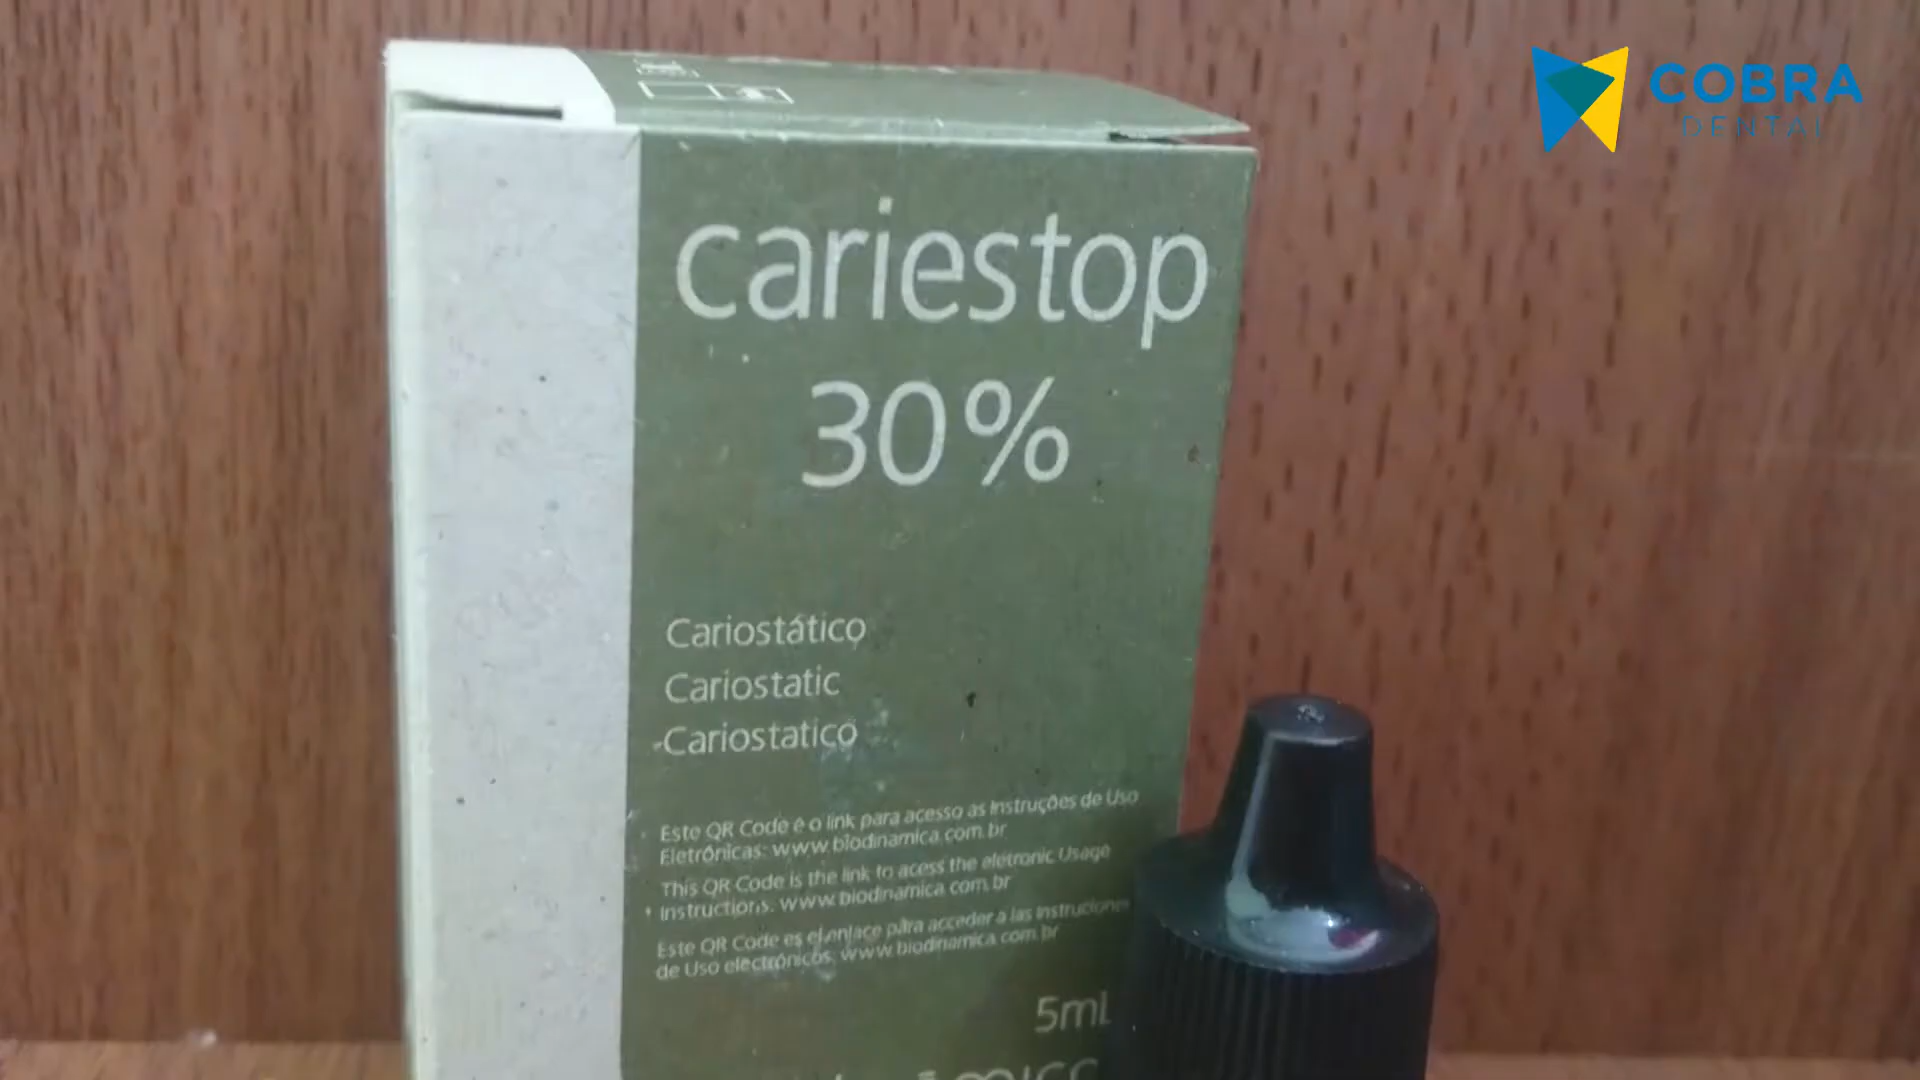 COBRA
DENTAL
cariestop
30%
Cariostático
Cariostatic
Cariostatico
Este QR Code é o link para acesso as Instruções de Uso
Eletrônicas: www.biodinamica.com.br
This QR Code is the link to acess the eletronic Usage
Instructions: www.biodinamica.com.br
Este QR Code es el enlace para acceder a las Instruciones
de Uso electrónicos: www.biodinamica.com.br
5ml